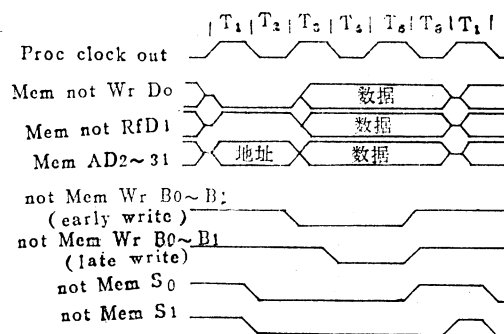 | T₁ | T₂ | T₃ | T₄ | T₅ | T₆ | T₁ |
Proc clock out
Mem not Wr Do 数据
Mem not RfD1 数据
Mem AD2~31 地址 数据
not Mem Wr B0~B;
(early write)
not Mem Wr B0~B1
(late write)
not Mem S0
not Mem S1